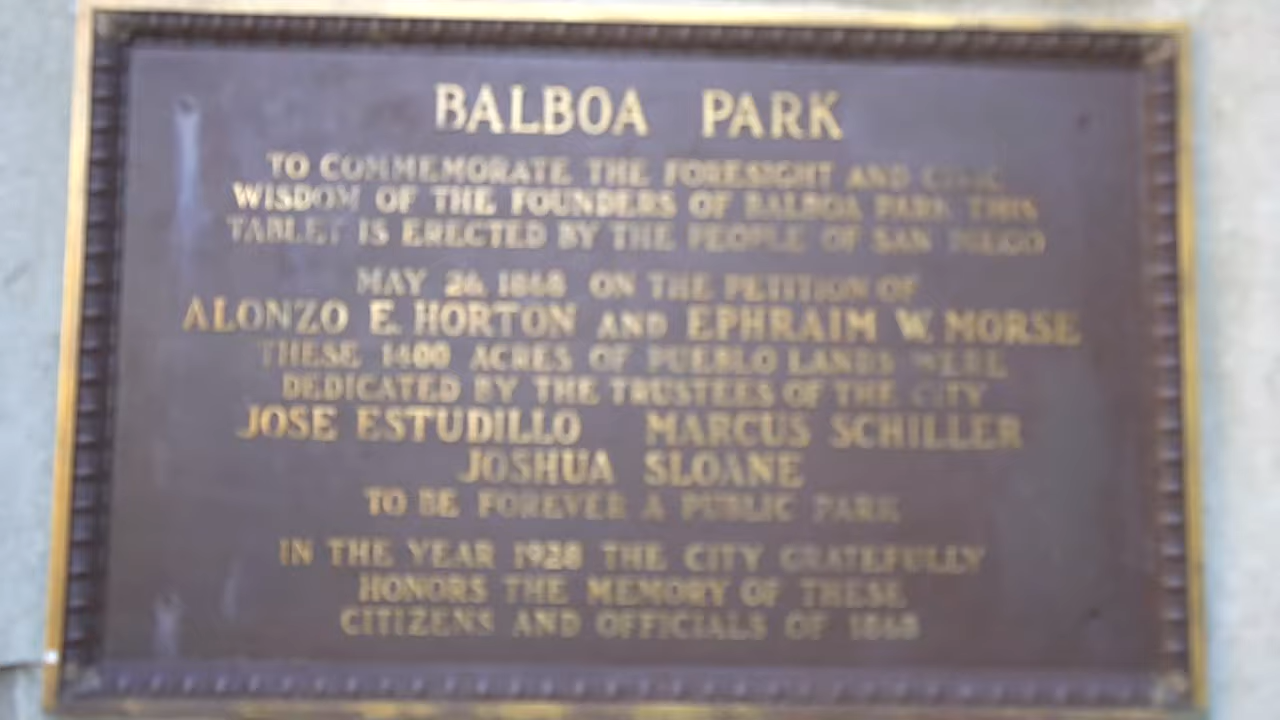 BALBOA PARK
TO COMMEMORATE THE FORESIGHT AND CIVIC
WISDOM OF THE FOUNDERS OF BALBOA PARK THIS
TABLET IS ERECTED BY THE PEOPLE OF SAN DIEGO
MAY 26 1868 ON THE PETITION OF
ALONZO E. HORTON AND EPHRAIM W. MORSE
THESE 1400 ACRES OF PUEBLO LANDS WERE
DEDICATED BY THE TRUSTEES OF THE CITY
JOSE ESTUDILLO MARCUS SCHILLER
JOSHUA SLOANE
TO BE FOREVER A PUBLIC PARK
IN THE YEAR 1928 THE CITY GRATEFULLY
HONORS THE MEMORY OF THESE
CITIZENS AND OFFICIALS OF 1868